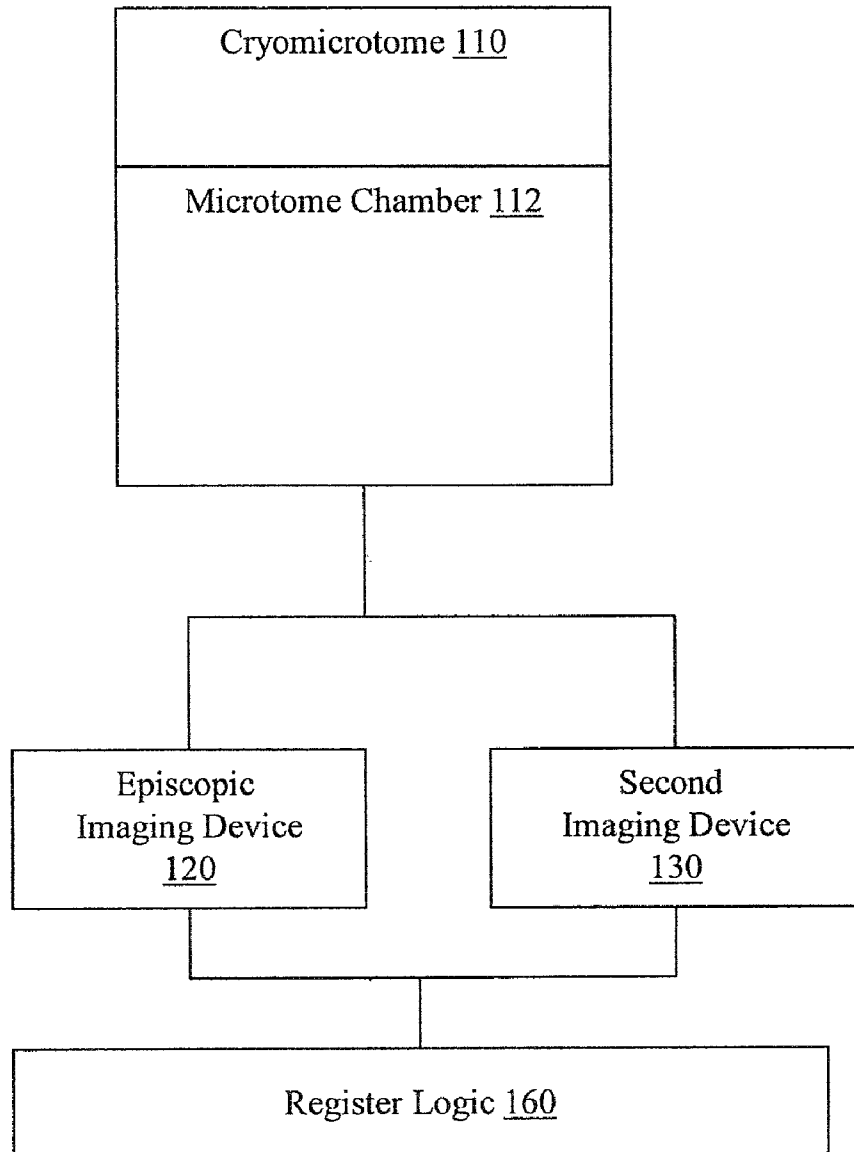 Cryomicrotome 110
Microtome Chamber 112
Episcopic
Imaging Device
120
Second
Imaging Device
130
Register Logic 160